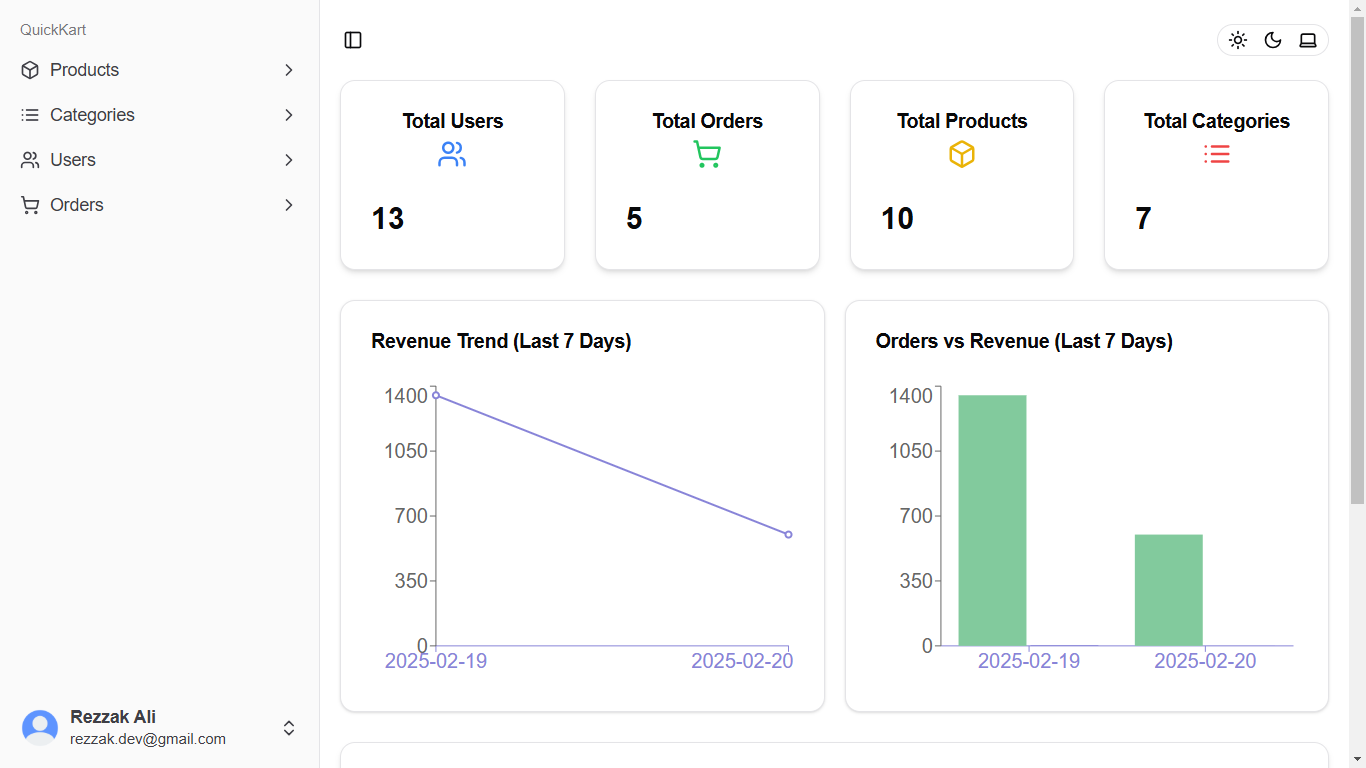 QuickKart
Products
Categories
Users
Orders
Rezzak Ali
rezzak.dev@gmail.com
Total Users
13
Total Orders
5
Total Products
10
Total Categories
7
Revenue Trend (Last 7 Days)
1400
1050
700
350
0
2025-02-19 2025-02-20
Orders vs Revenue (Last 7 Days)
1400
1050
700
350
0
2025-02-19 2025-02-20